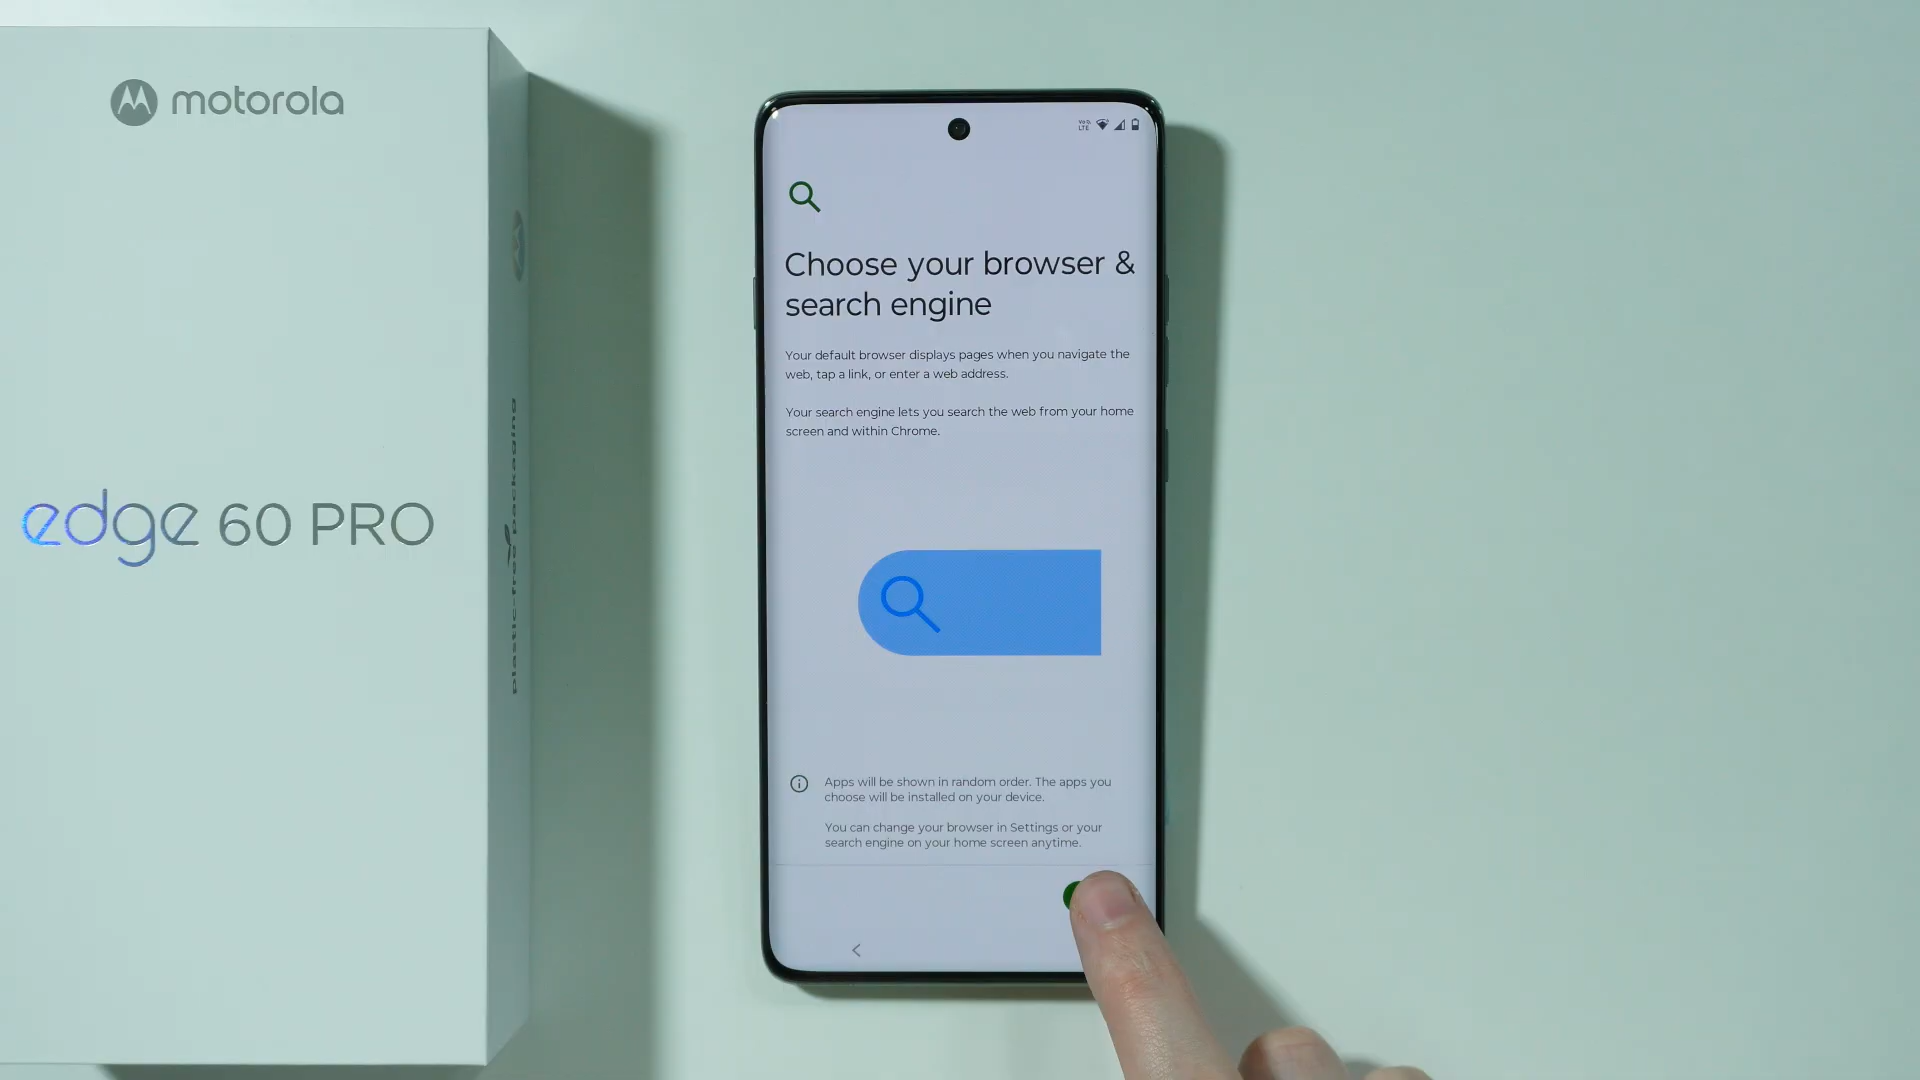 motorola
edge 60 PRO
plastic-free packaging
Vo
LTE
Choose your browser &
search engine
Your default browser displays pages when you navigate the
web, tap a link, or enter a web address.
Your search engine lets you search the web from your home
screen and within Chrome.
Apps will be shown in random order. The apps you
choose will be installed on your device.
You can change your browser in Settings or your
search engine on your home screen anytime.